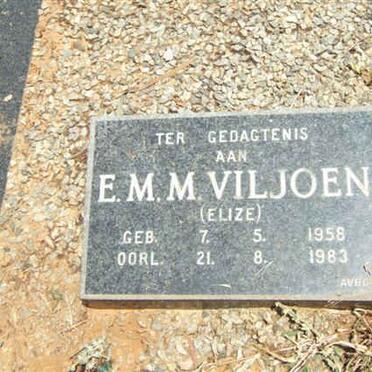 TER GEDAGTENIS
AAN
E.M.M. VILJOEN
(ELIZE)
GEB. 7. 5. 1958
OORL. 21. 8. 1983